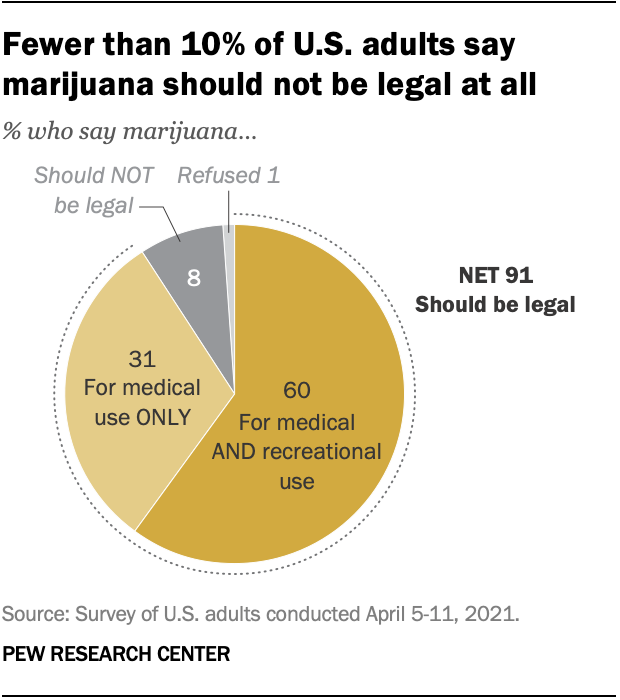 Fewer than 10% of U.S. adults say
marijuana should not be legal at all
% who say marijuana...
Should NOT
be legal
Refused 1
8
NET 91
Should be legal
31
For medical
use ONLY
60
For medical
AND recreational
use
Source: Survey of U.S. adults conducted April 5-11, 2021.
PEW RESEARCH CENTER